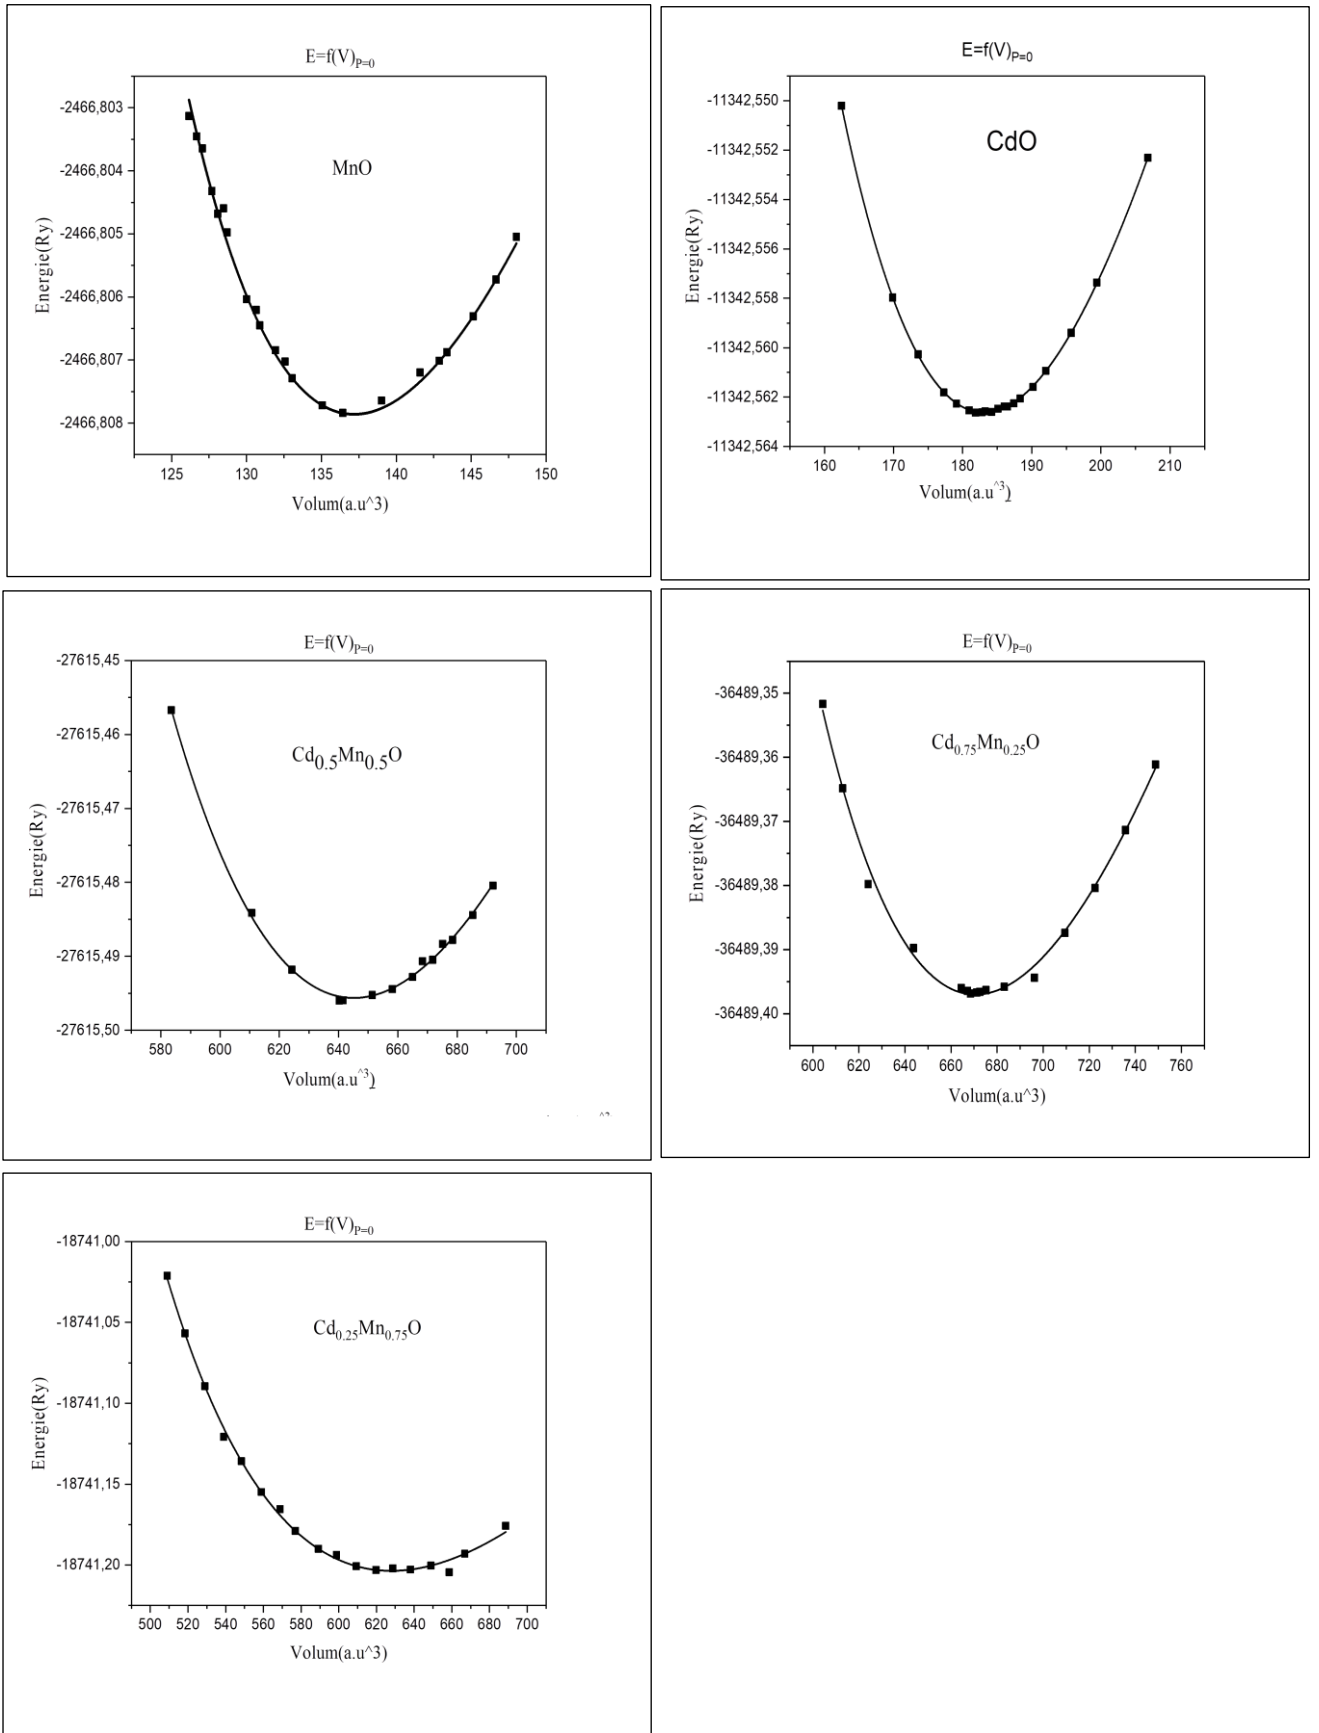 E=f(V)P=0
-2466,803
-2466,804
-2466,805
-2466,806
-2466,807
-2466,808
Energie(Ry)
MnO
125 130 135 140 145 150
Volum(a.u^3)
E=f(V)P=0
-11342,550
-11342,552
-11342,554
-11342,556
-11342,558
-11342,560
-11342,562
-11342,564
Energie(Ry)
CdO
160 170 180 190 200 210
Volum(a.u^3)
E=f(V)P=0
-27615,45
-27615,46
-27615,47
-27615,48
-27615,49
-27615,50
Energie(Ry)
Cd0.5Mn0.5O
580 600 620 640 660 680 700
Volum(a.u^3)
E=f(V)P=0
-36489,35
-36489,36
-36489,37
-36489,38
-36489,39
-36489,40
Energie(Ry)
Cd0.75Mn0.25O
600 620 640 660 680 700 720 740 760
Volum(a.u^3)
E=f(V)P=0
-18741,00
-18741,05
-18741,10
-18741,15
-18741,20
Energie(Ry)
Cd0.25Mn0.75O
500 520 540 560 580 600 620 640 660 680 700
Volum(a.u^3)